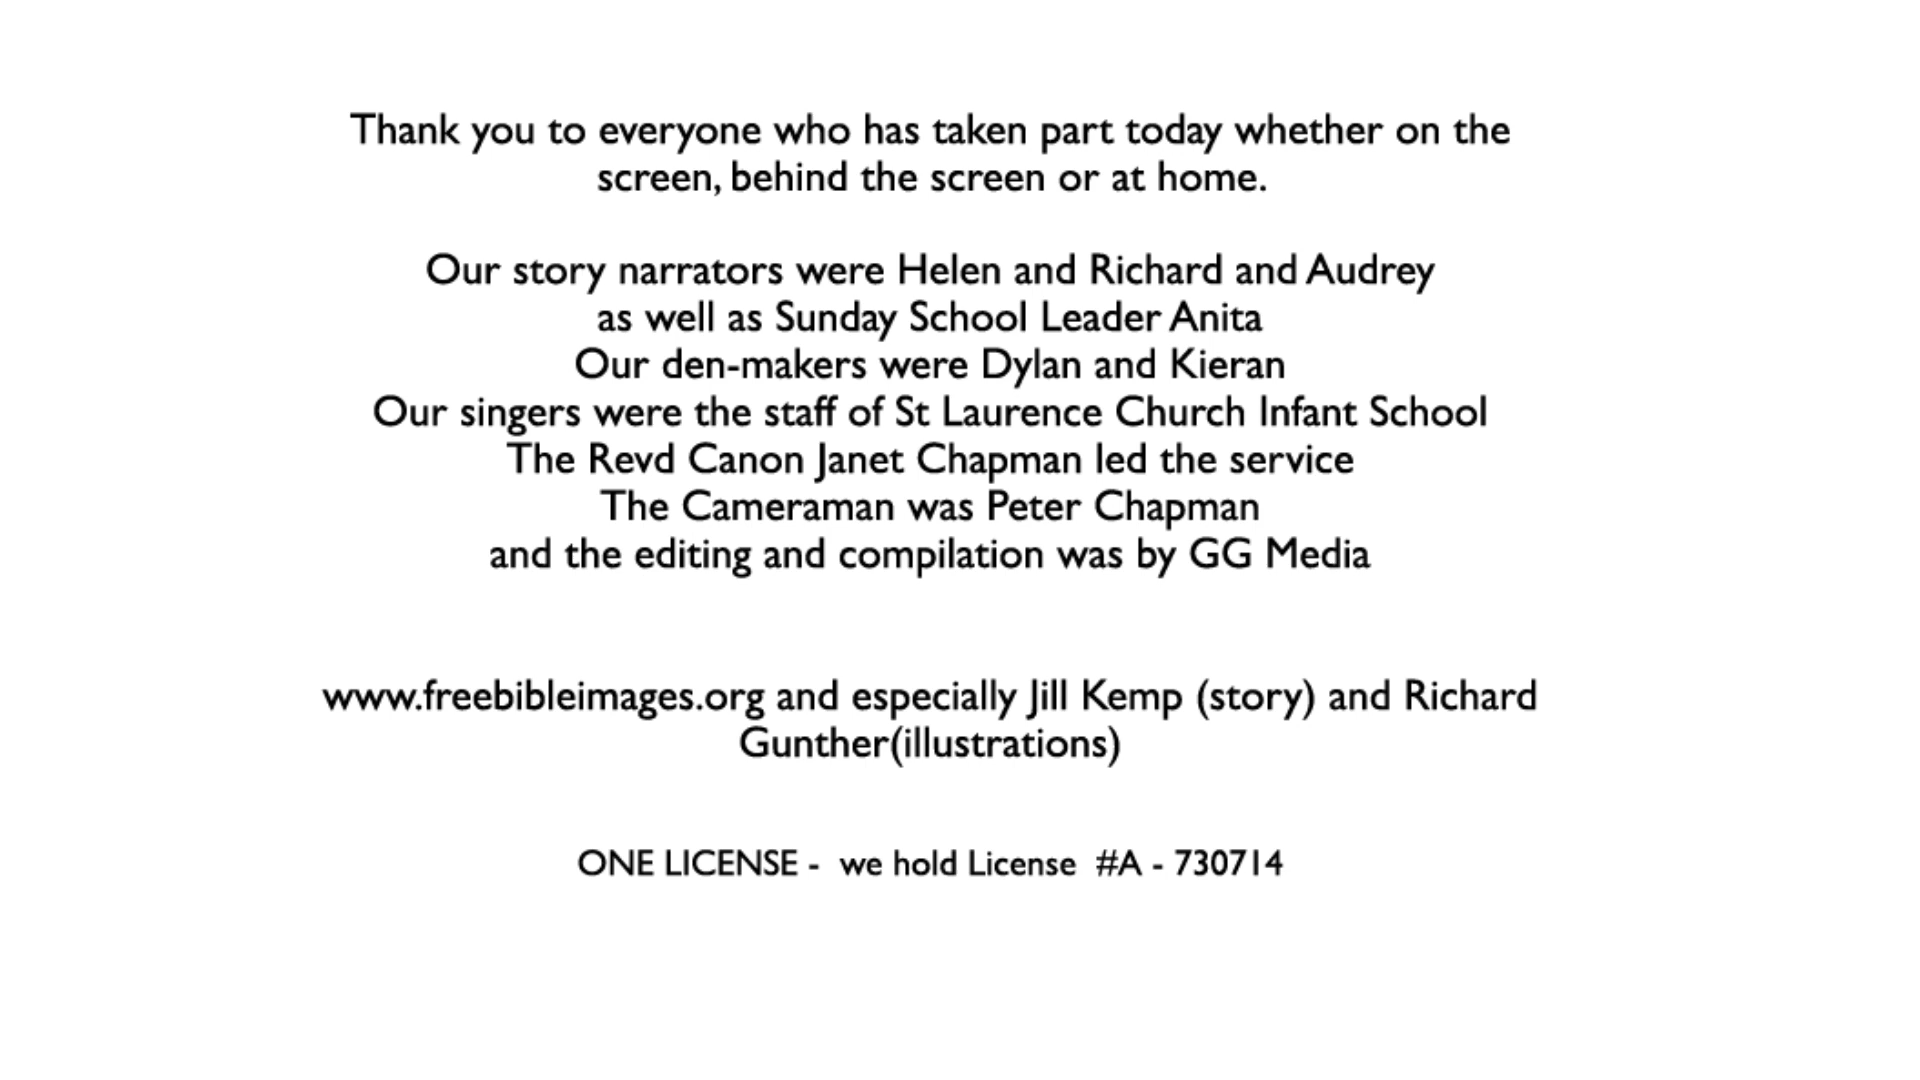 Thank you to everyone who has taken part today whether on the
screen, behind the screen or at home.
Our story narrators were Helen and Richard and Audrey
as well as Sunday School Leader Anita
Our den-makers were Dylan and Kieran
Our singers were the staff of St Laurence Church Infant School
The Revd Canon Janet Chapman led the service
The Cameraman was Peter Chapman
and the editing and compilation was by GG Media
www.freebibleimages.org and especially Jill Kemp (story) and Richard
Gunther(illustrations)
ONE LICENSE -  we hold License  #A - 730714